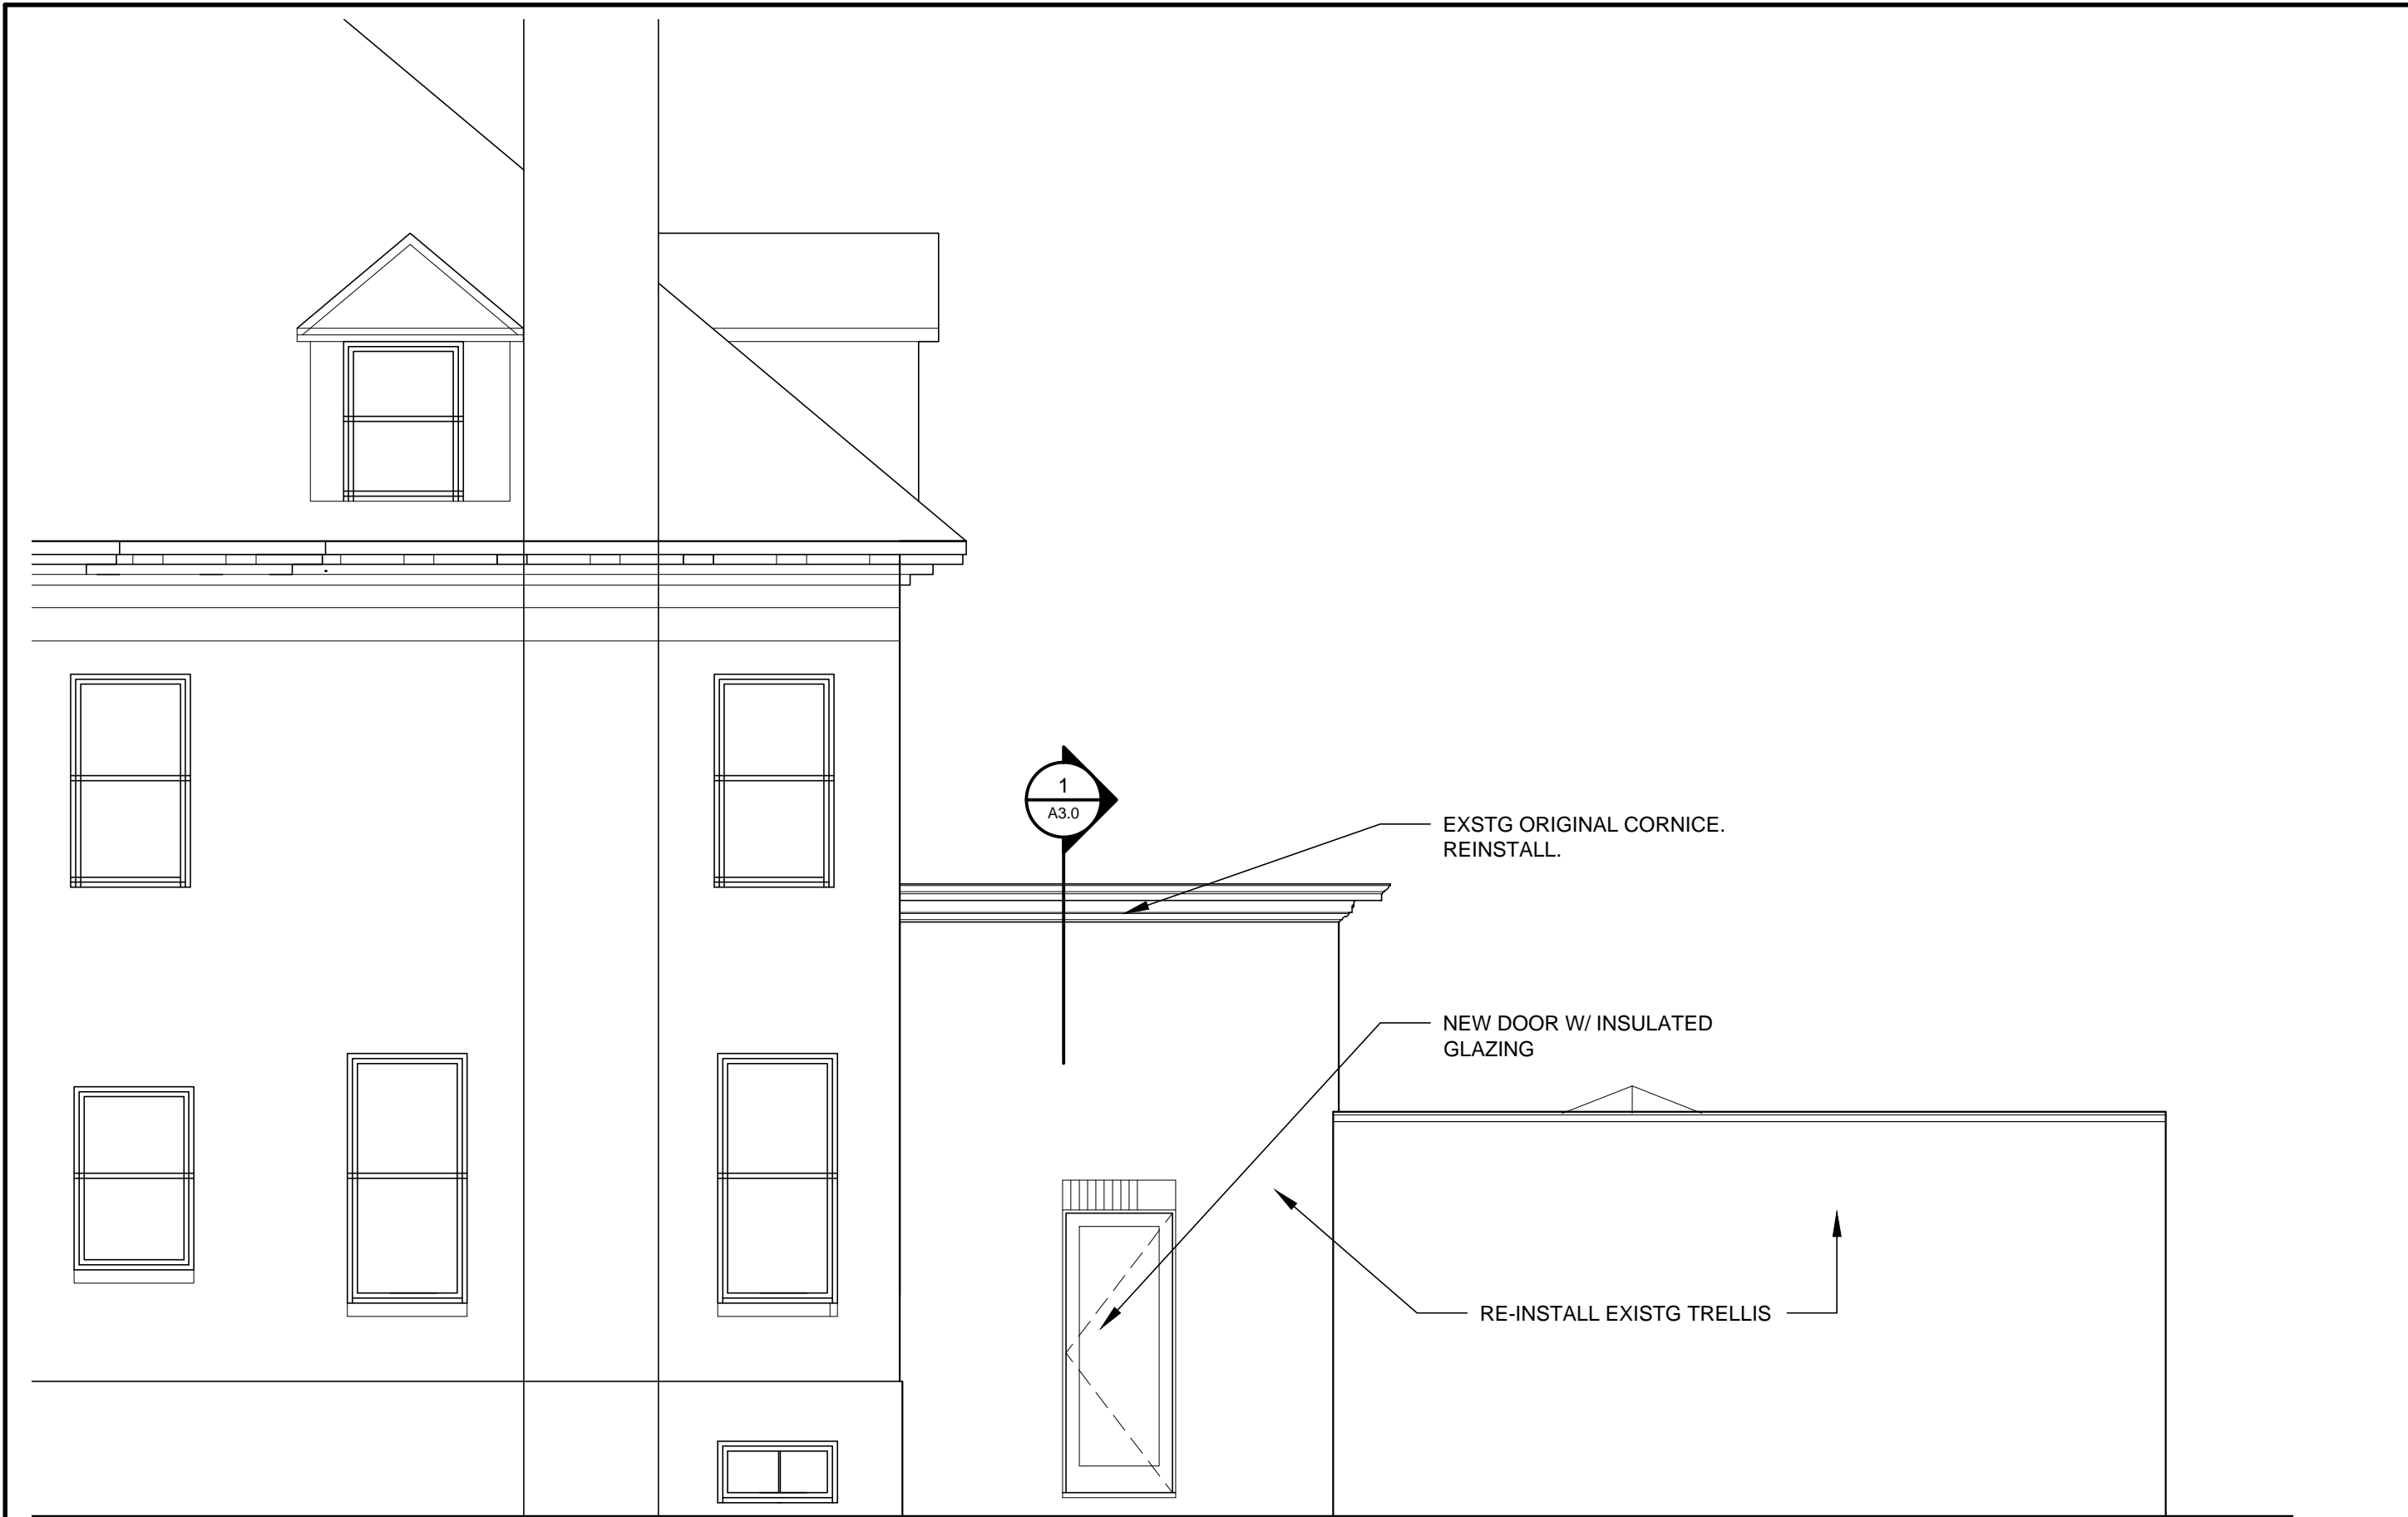 1
A3.0
EXSTG ORIGINAL CORNICE.
REINSTALL.
NEW DOOR W/ INSULATED
GLAZING
RE-INSTALL EXISTG TRELLIS